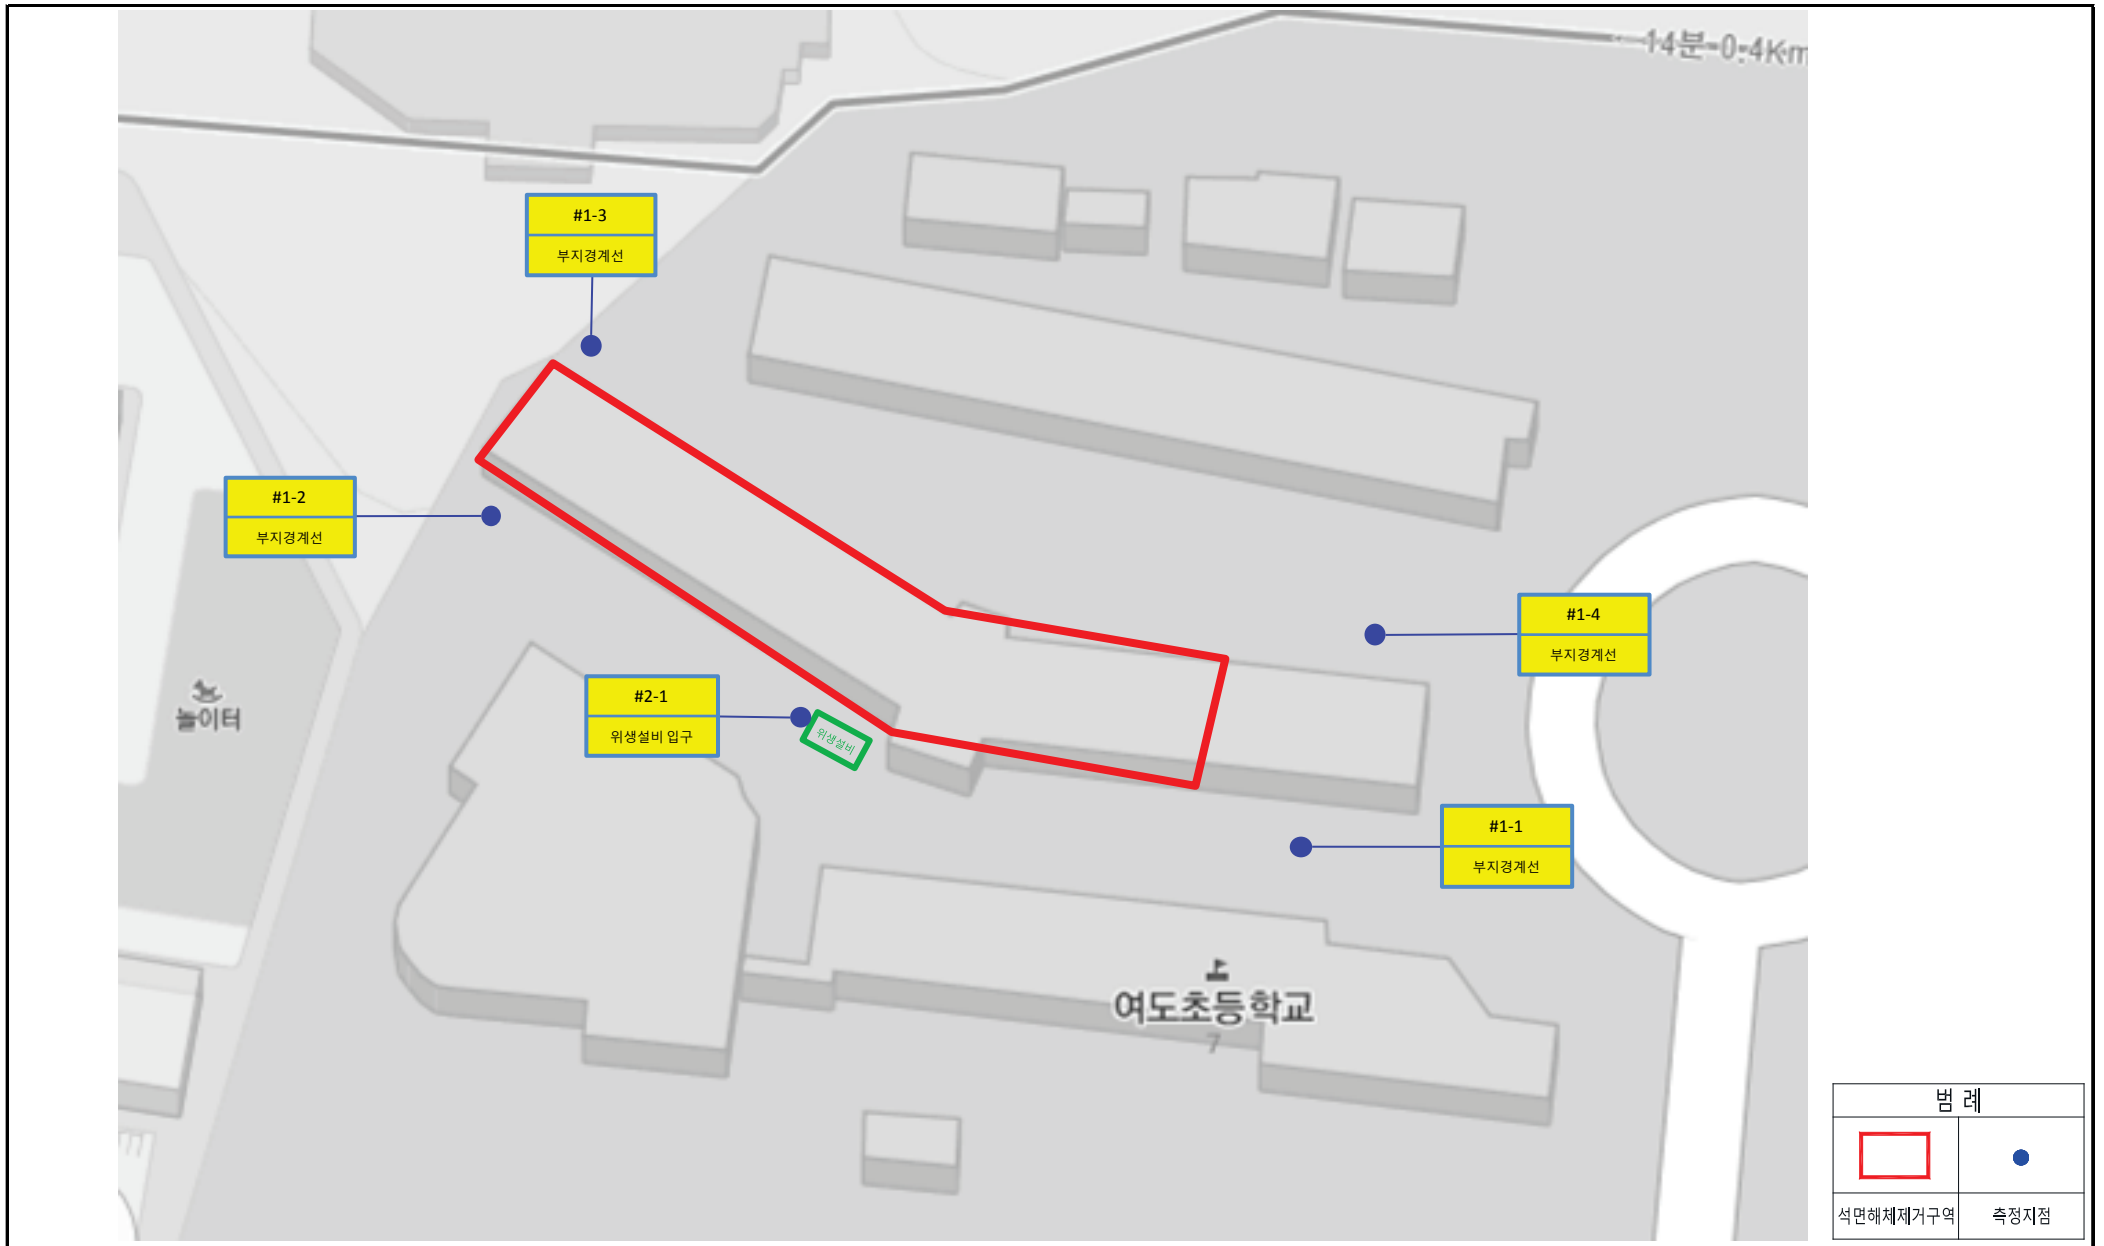 14분 0.4Km
#1-3
부지경계선
#1-2
부지경계선
#1-4
부지경계선
놀이터
#2-1
위생설비 입구
위생설비
#1-1
부지경계선
여도초등학교
7
범 례
석면해체제거구역
측정지점